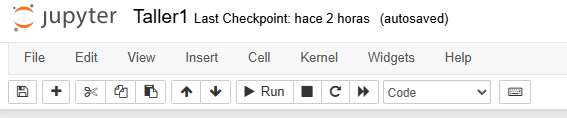 jupyter Taller1 Last Checkpoint: hace 2 horas (autosaved)
File Edit View Insert Cell Kernel Widgets Help
Run Code